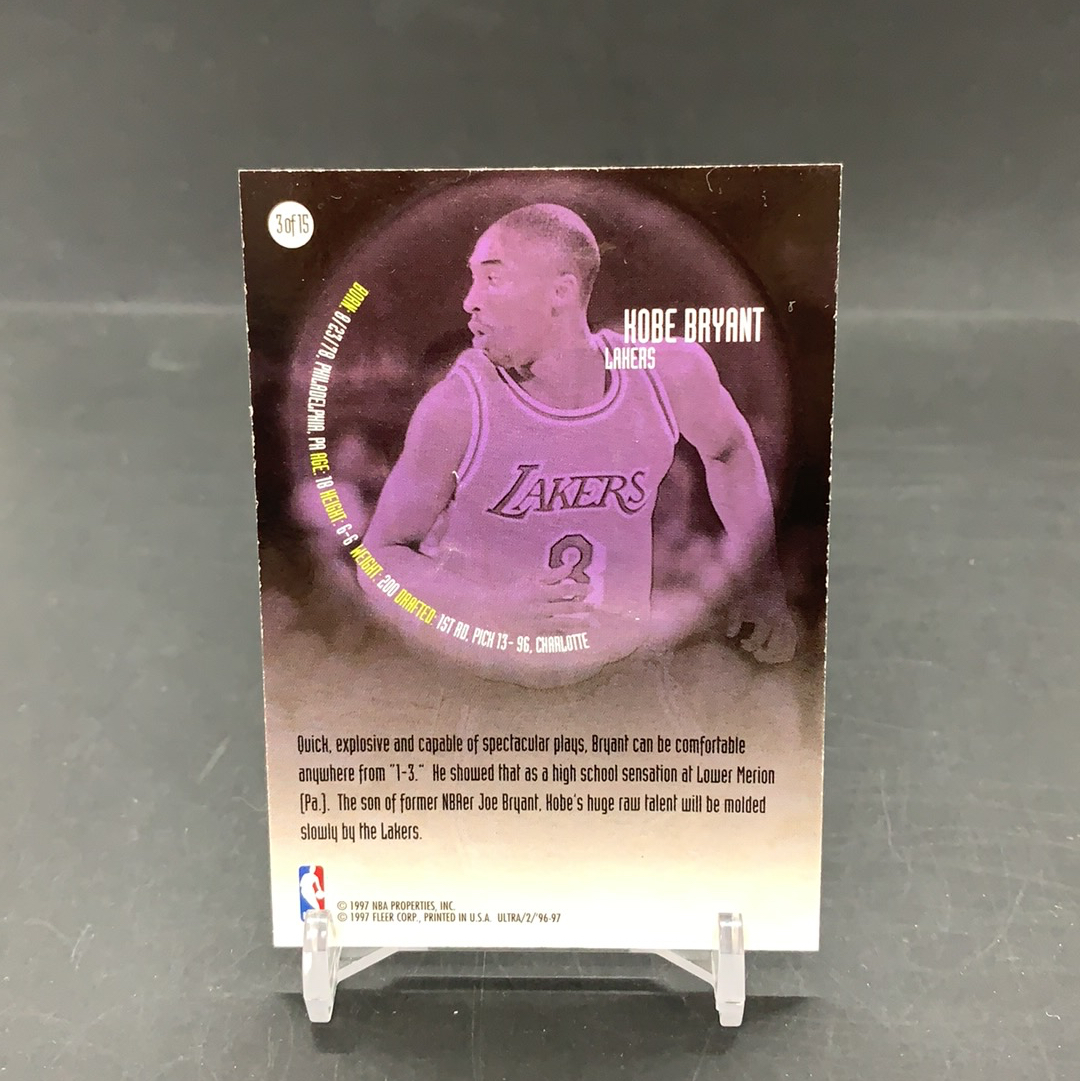 3 of 15
KOBE BRYANT
LAKERS
BORN: 8/23/78, PHILADELPHIA, PA AGE: 18 HEIGHT: 6-6 WEIGHT: 200 DRAFTED: 1ST RD, PICK 13- 96, CHARLOTTE
LAKERS
Quick, explosive and capable of spectacular plays, Bryant can be comfortable
anywhere from "1-3." He showed that as a high school sensation at Lower Merion
(Pa.). The son of former NBAer Joe Bryant, Kobe's huge raw talent will be molded
slowly by the Lakers.
© 1997 NBA PROPERTIES, INC.
© 1997 FLEER CORP., PRINTED IN U.S.A. ULTRA/2/'96-97